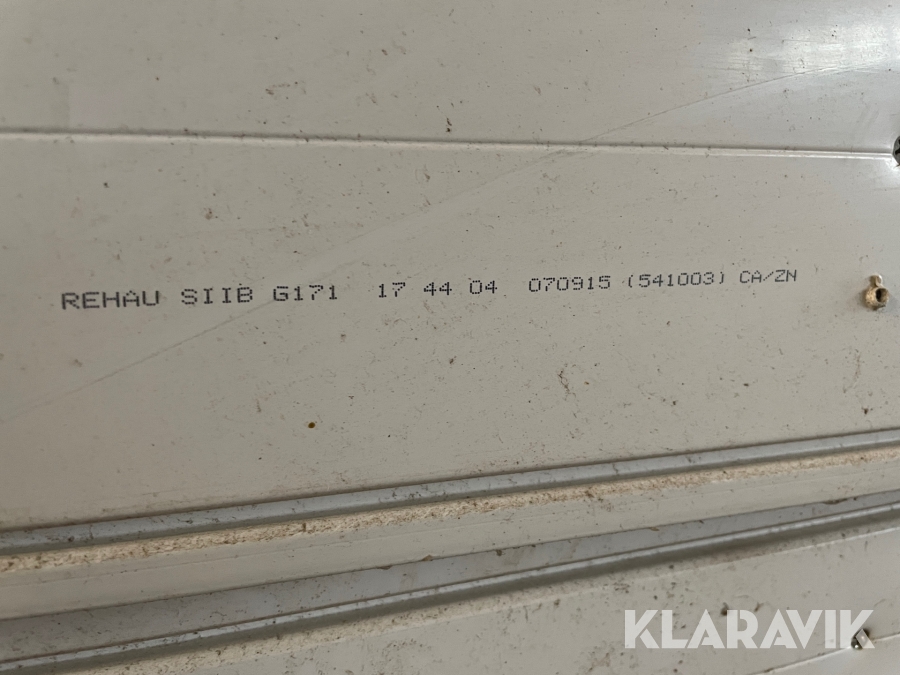 REHAU SIIB G171 17 44 04 070915 (541003) CA/ZN
KLARAVIK